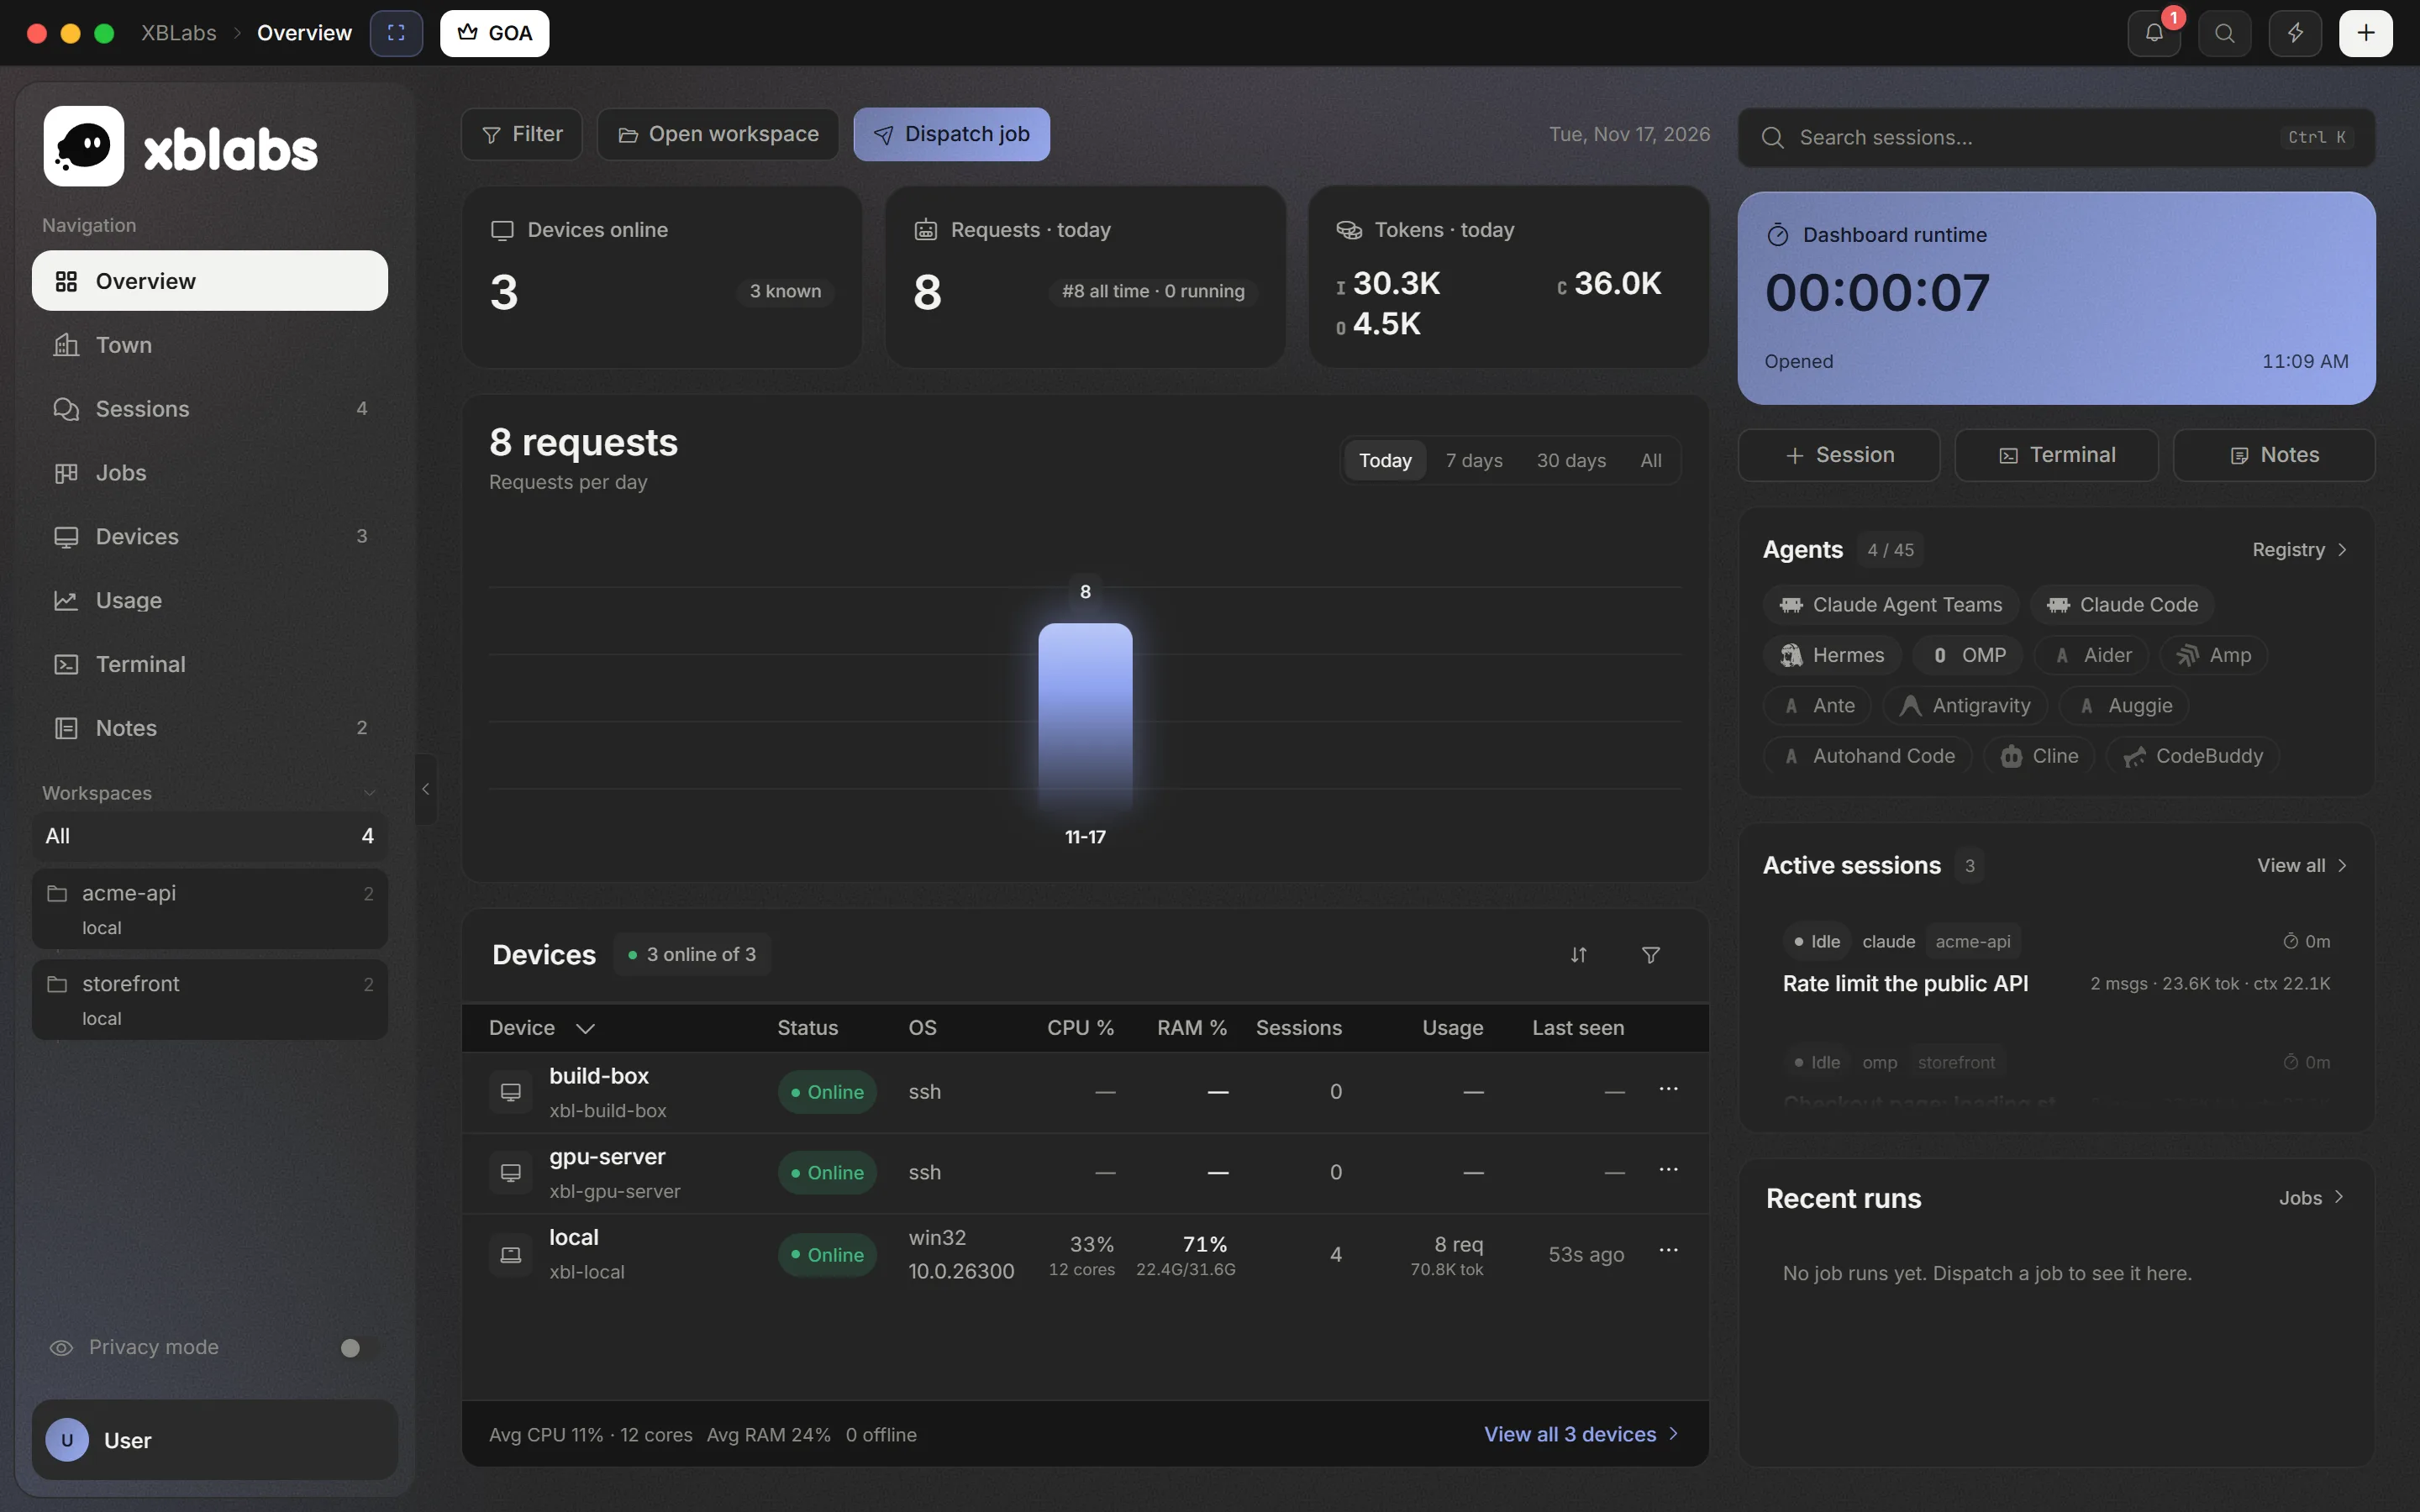 XBLabs
Overview
GOA
1
xblabs
Navigation
Overview
Town
Sessions 4
Jobs
Devices 3
Usage
Terminal
Notes 2
Workspaces
All 4
acme-api 2
local
storefront 2
local
Privacy mode
U User
Filter
Open workspace
Dispatch job
Tue, Nov 17, 2026
Devices online
3
3 known
Requests · today
8
#8 all time · 0 running
Tokens · today
I 30.3K
C 36.0K
O 4.5K
8 requests
Requests per day
Today 7 days 30 days All
8
11-17
Devices
3 online of 3
Device Status OS CPU % RAM % Sessions Usage Last seen
build-box
xbl-build-box
Online ssh — — 0 — — ...
gpu-server
xbl-gpu-server
Online ssh — — 0 — — ...
local
xbl-local
Online
win32
10.0.26300
33%
12 cores
71%
22.4G/31.6G
4
8 req
70.8K tok
53s ago
...
Avg CPU 11% · 12 cores Avg RAM 24% 0 offline
View all 3 devices
Search sessions...
Ctrl K
Dashboard runtime
00:00:07
Opened 11:09 AM
Session
Terminal
Notes
Agents 4 / 45
Registry
Claude Agent Teams Claude Code
Hermes O OMP A Aider Amp
A Ante Antigravity A Auggie
A Autohand Code Cline CodeBuddy
Active sessions 3
View all
Idle claude acme-api 0m
Rate limit the public API 2 msgs · 23.6K tok · ctx 22.1K
Idle omp storefront 0m
Checkout page: loading st
Recent runs
Jobs
No job runs yet. Dispatch a job to see it here.